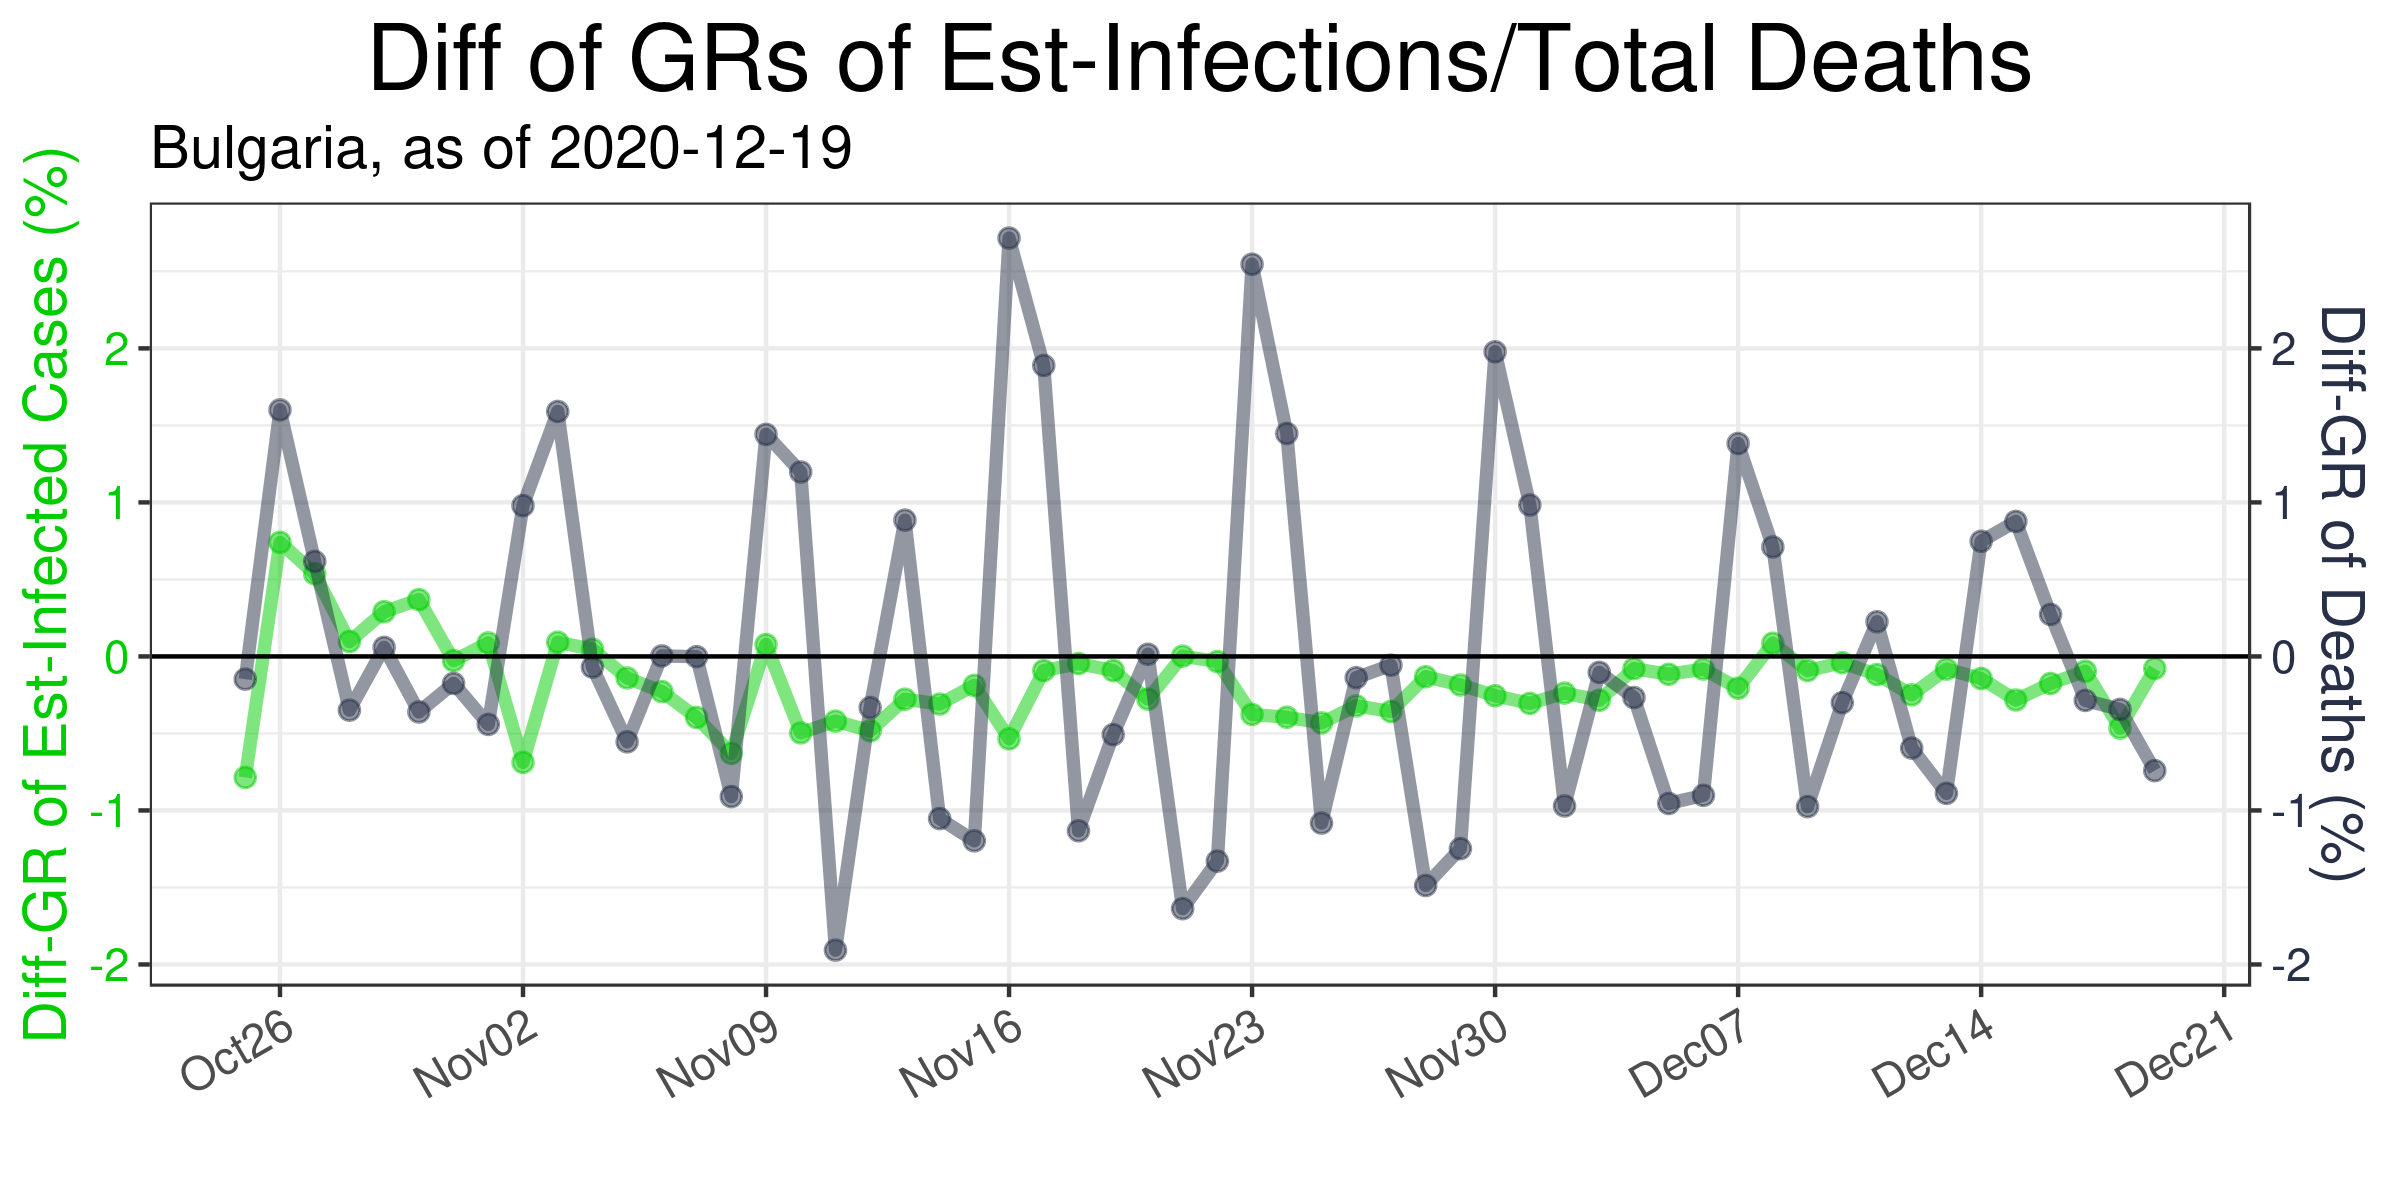 Diff of GRs of Est-Infections/Total Deaths
Bulgaria, as of 2020-12-19
Diff-GR of Est-Infected Cases (%)
2
1
0
-1
-2
2
1
0
-1
-2
Diff-GR of Deaths (%)
Oct26
Nov02
Nov09
Nov16
Nov23
Nov30
Dec07
Dec14
Dec21